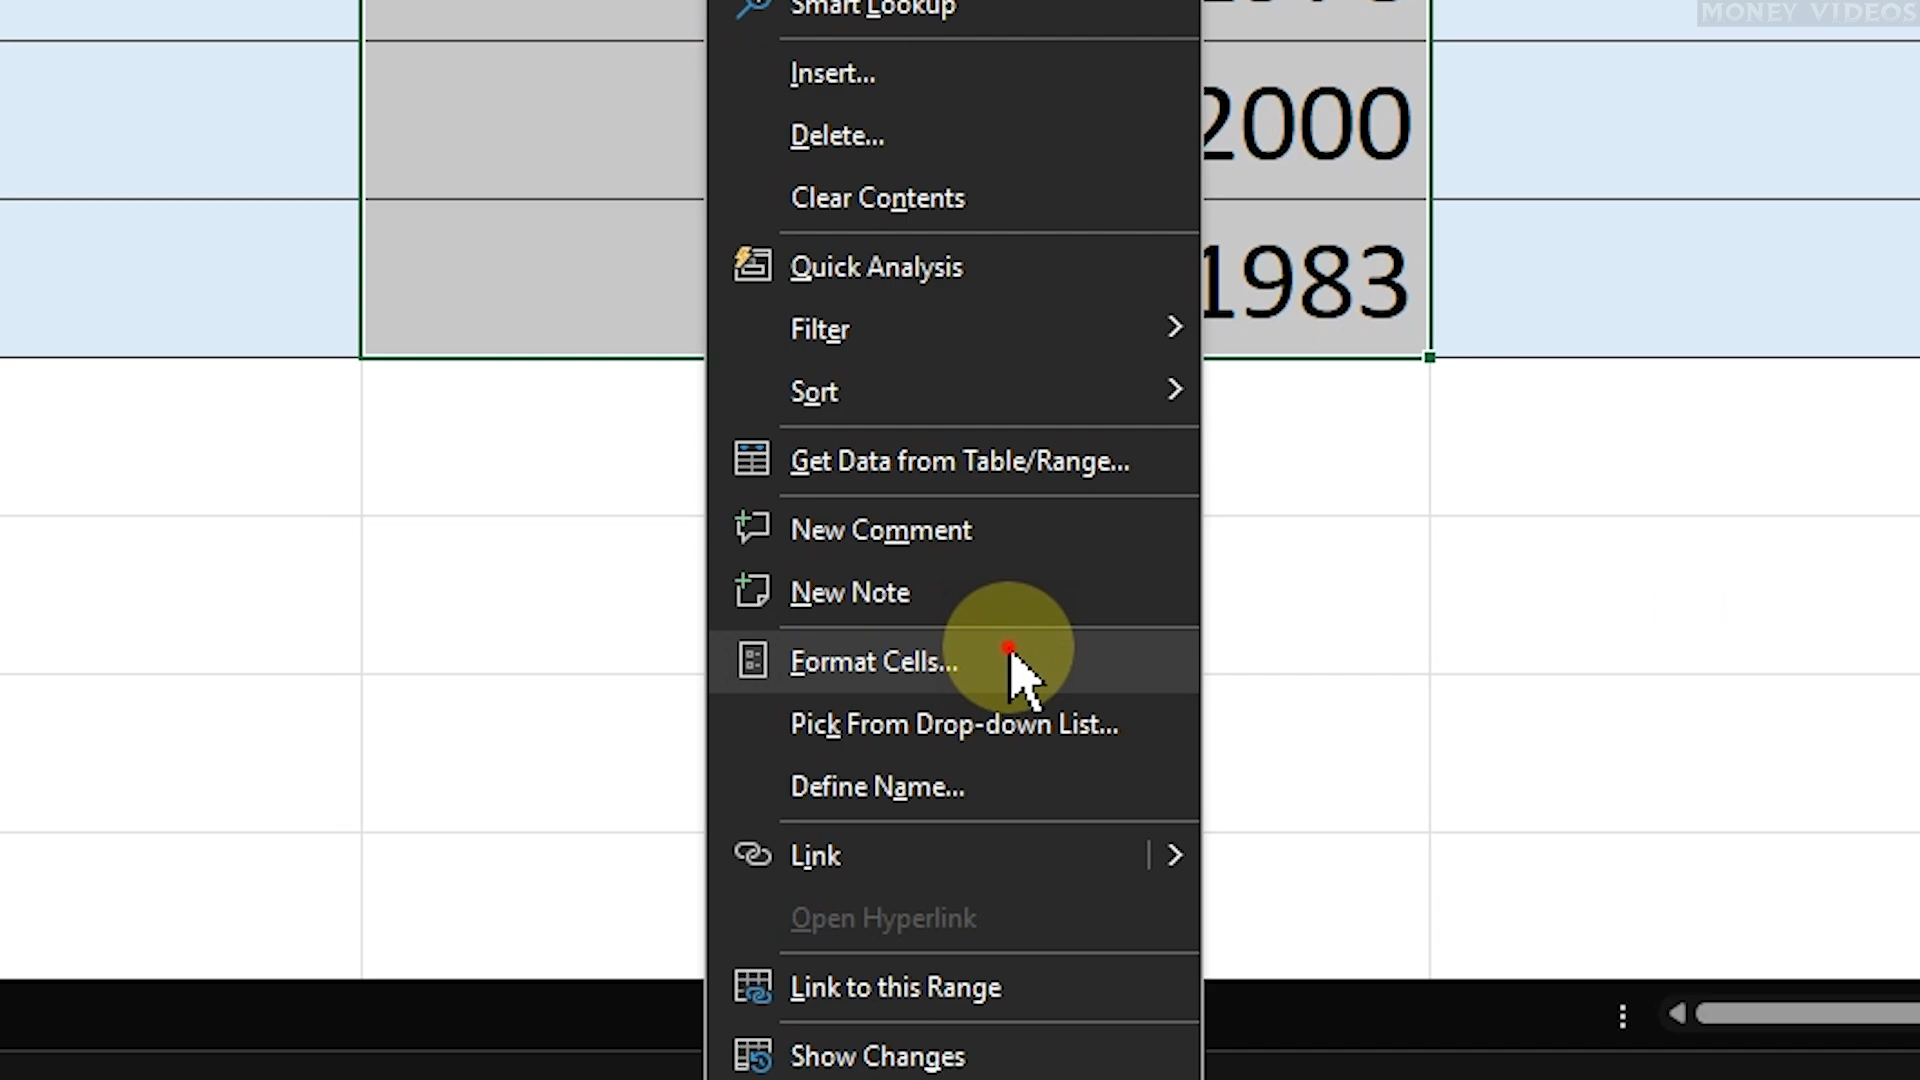 MONEY VIDEOS
Smart Lookup
Insert...
Delete...
2000
Clear Contents
Quick Analysis
1983
Filter
Sort
Get Data from Table/Range...
New Comment
New Note
Format Cells...
Pick From Drop-down List...
Define Name...
Link
Open Hyperlink
Link to this Range
Show Changes